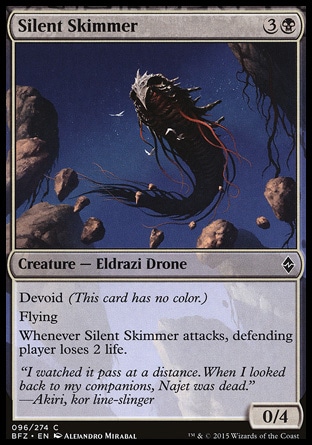 Silent Skimmer 3
Creature — Eldrazi Drone
Devoid (This card has no color.)
Flying
Whenever Silent Skimmer attacks, defending
player loses 2 life.
"I watched it pass at a distance. When I looked
back to my companions, Najet was dead."
—Akiri, kor line-slinger
0/4
096/274 C
BFZ • EN Alejandro Mirabal
™ & © 2015 Wizards of the Coast